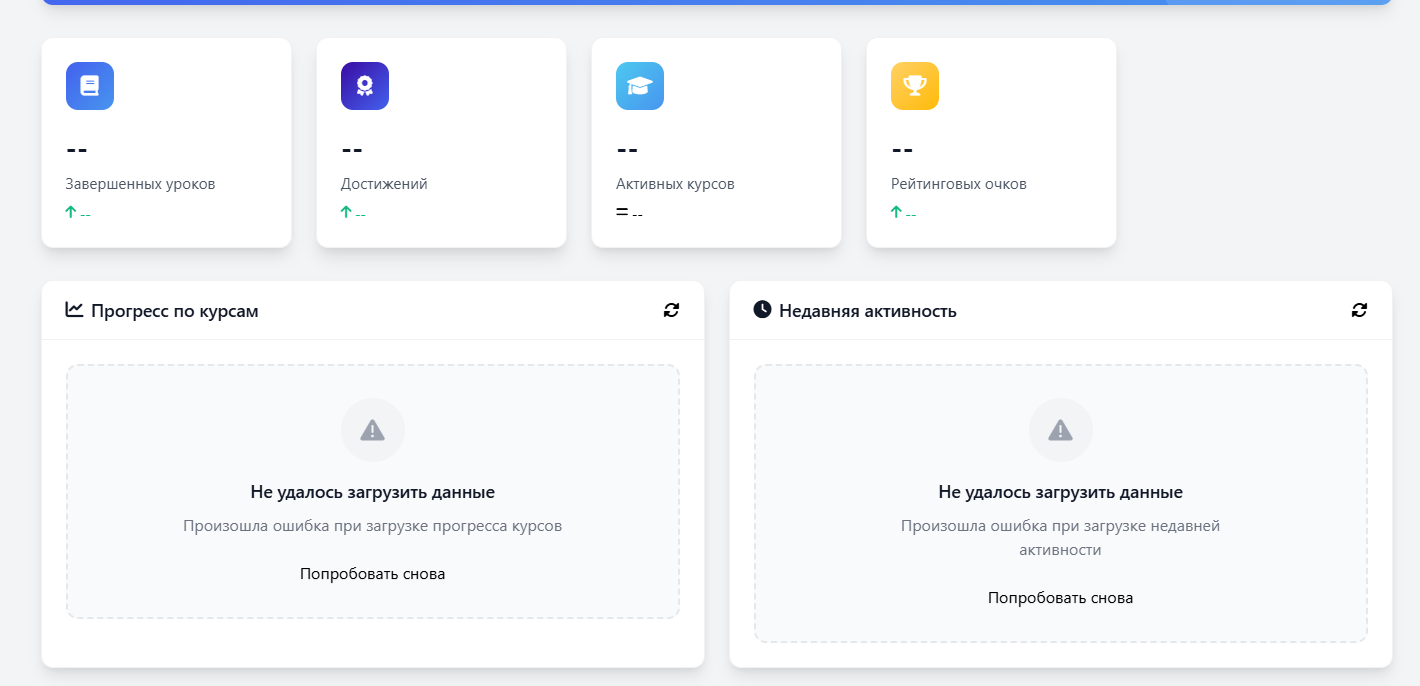 --
Завершенных уроков
--
--
Достижений
--
--
Активных курсов
= --
--
Рейтинговых очков
--
Прогресс по курсам
Не удалось загрузить данные
Произошла ошибка при загрузке прогресса курсов
Попробовать снова
Недавняя активность
Не удалось загрузить данные
Произошла ошибка при загрузке недавней
активности
Попробовать снова